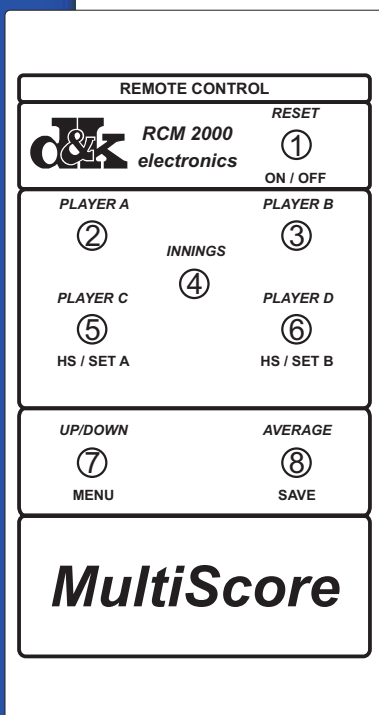 REMOTE CONTROL
d&k
RCM 2000
electronics
RESET
1
ON / OFF
PLAYER A
2
PLAYER B
3
INNINGS
4
PLAYER C
5
HS / SET A
PLAYER D
6
HS / SET B
UP/DOWN
7
MENU
AVERAGE
8
SAVE
MultiScore